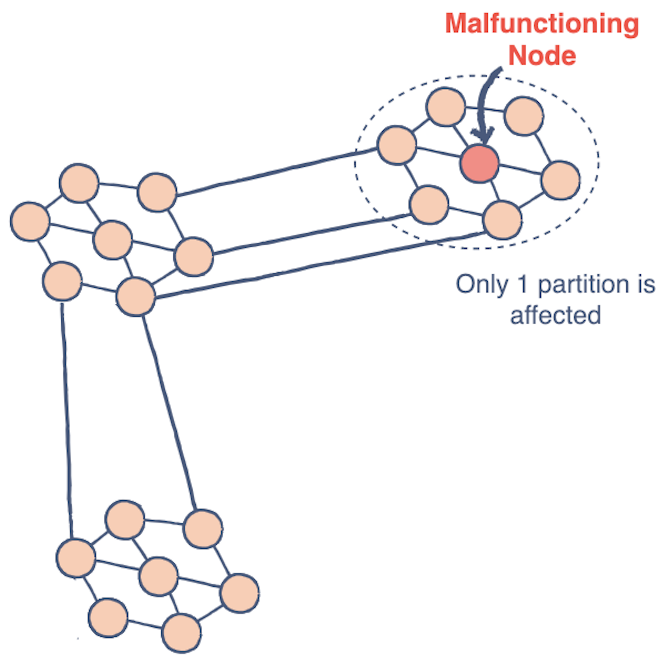 Malfunctioning
Node
Only 1 partition is
affected